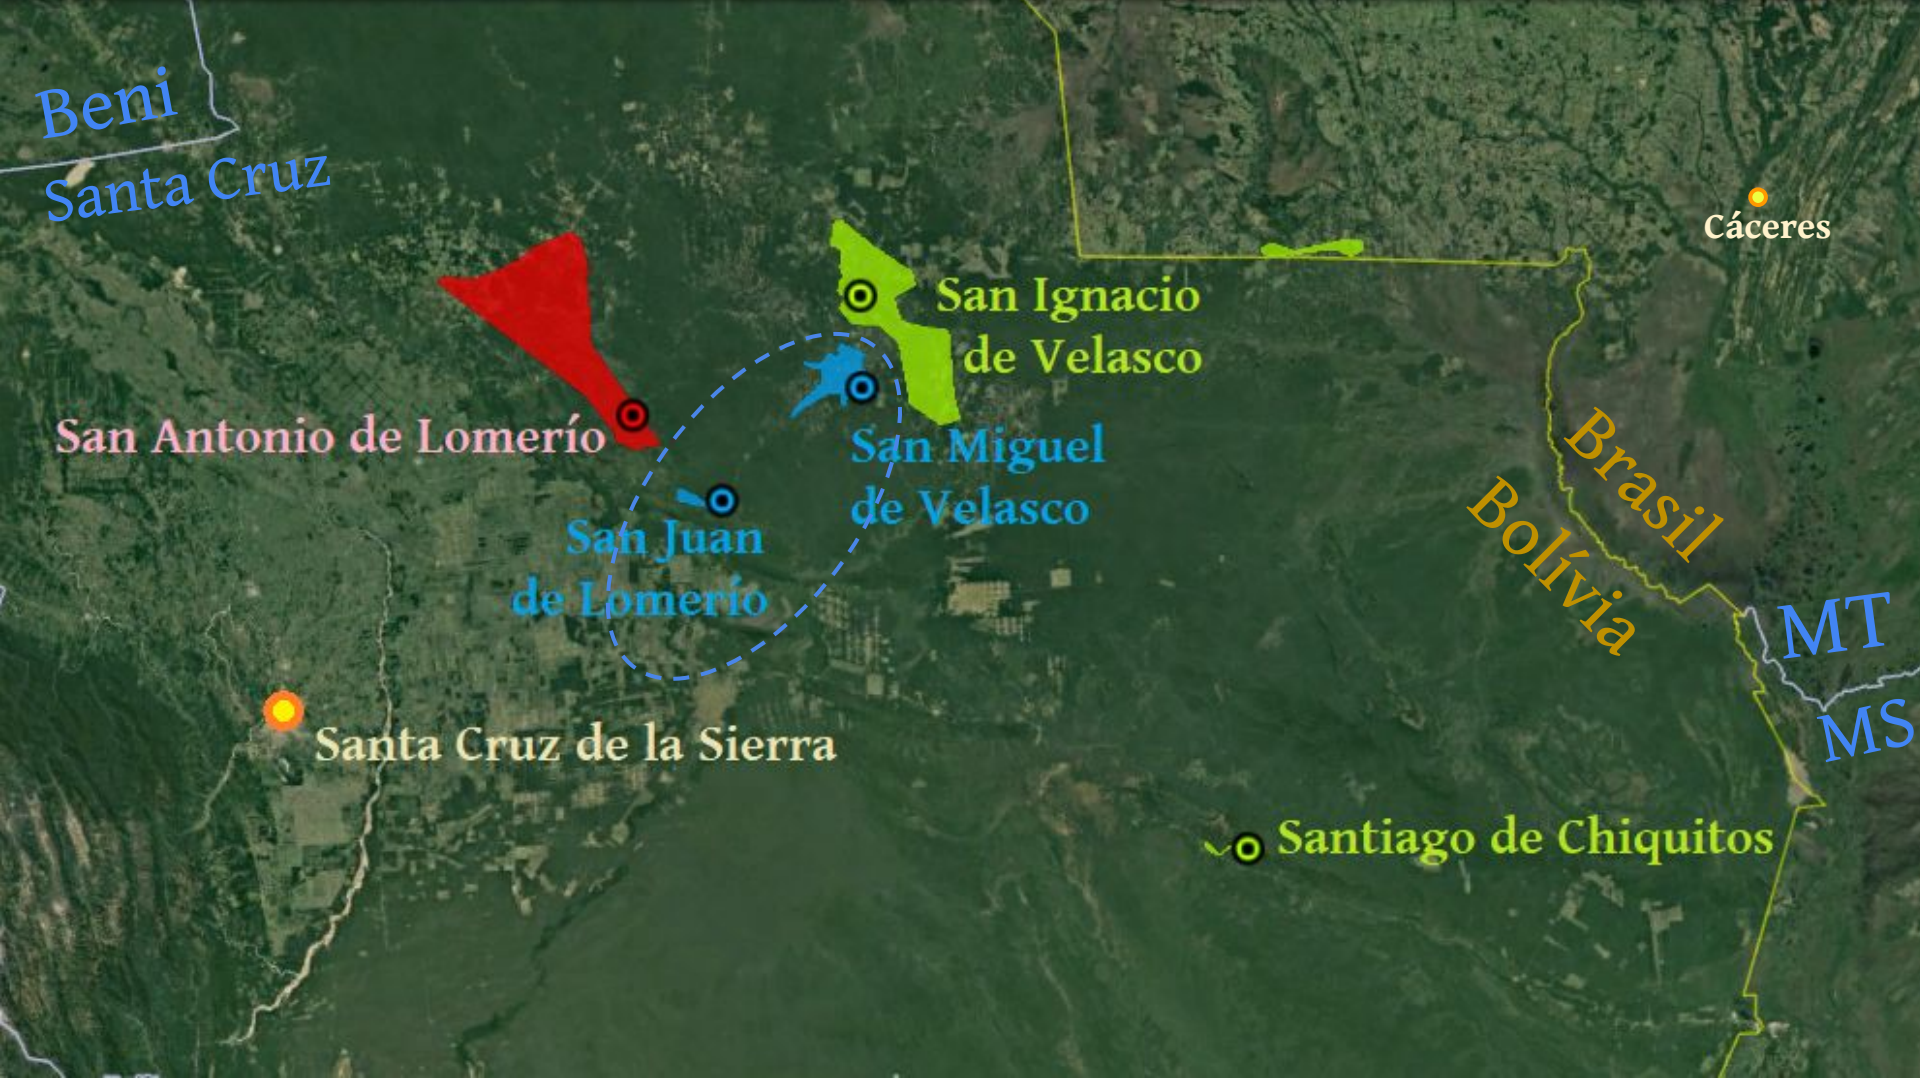 Beni
Santa Cruz
Cáceres
San Ignacio
de Velasco
San Antonio de Lomerío
San Miguel
de Velasco
San Juan
de Lomerío
Brasil
Bolívia
MT
MS
Santa Cruz de la Sierra
Santiago de Chiquitos